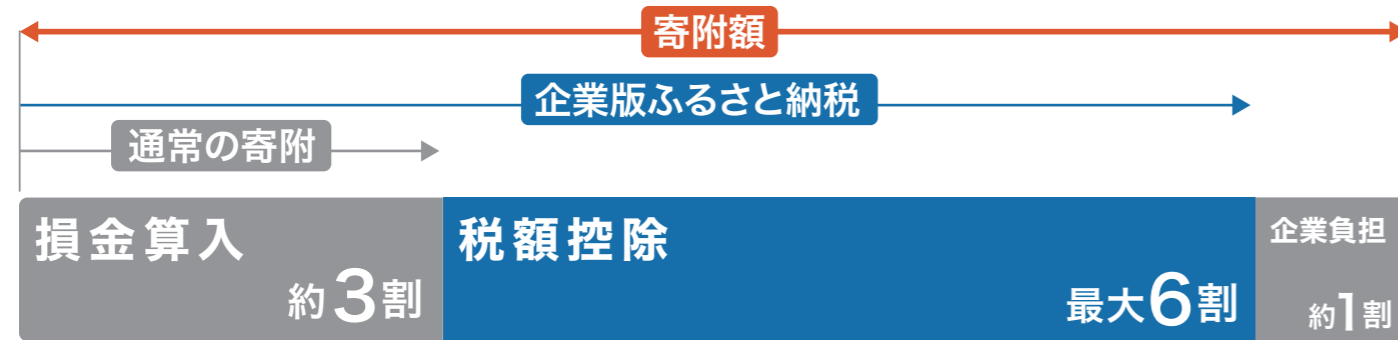 寄附額
企業版ふるさと納税
通常の寄附
損金算入
約3割
税額控除
最大6割
企業負担
約1割